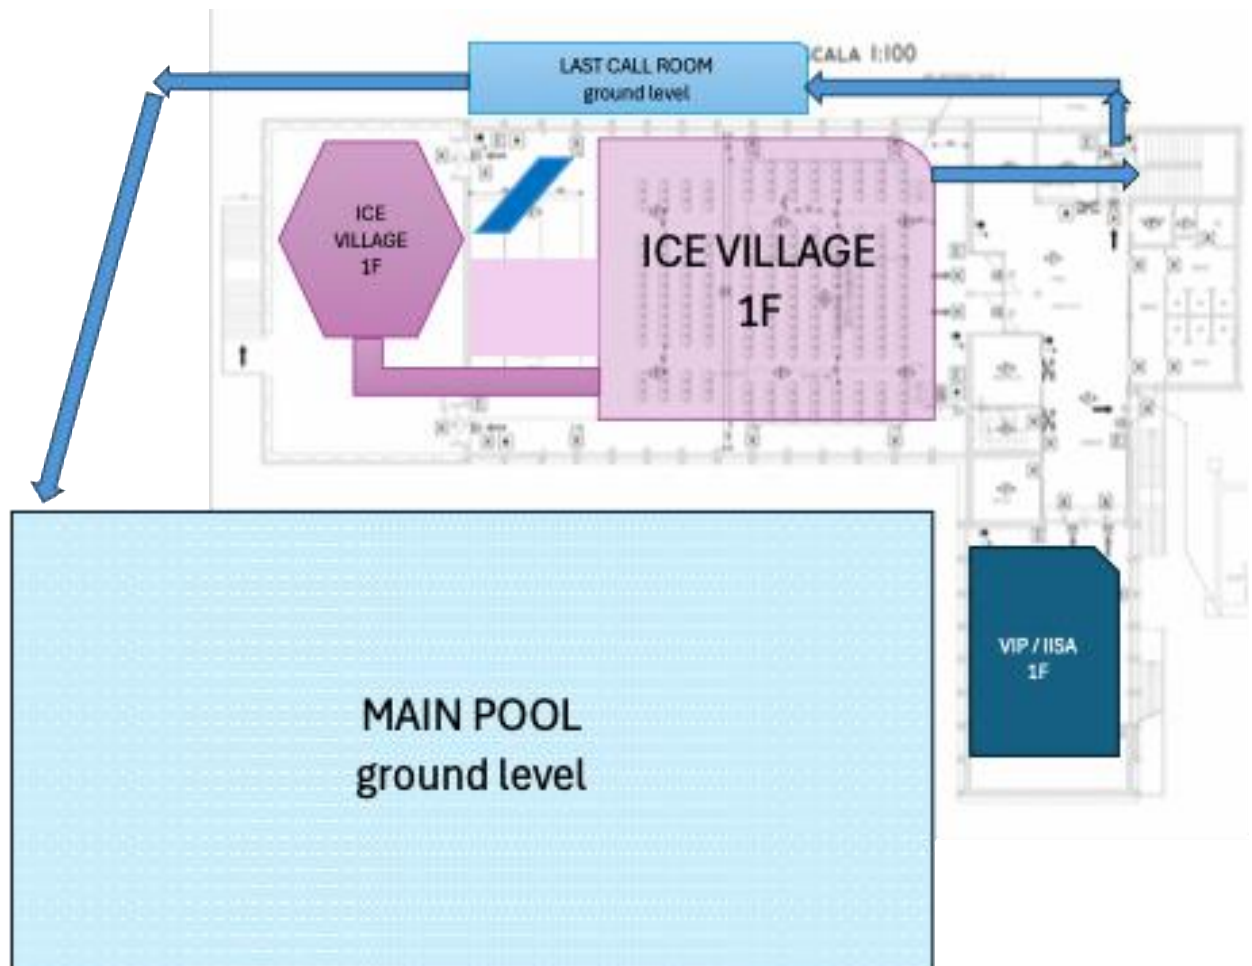 CALA 1:100
LAST CALL ROOM
ground level
ICE
VILLAGE
1F
ICE VILLAGE
1F
VIP / IISA
1F
MAIN POOL
ground level